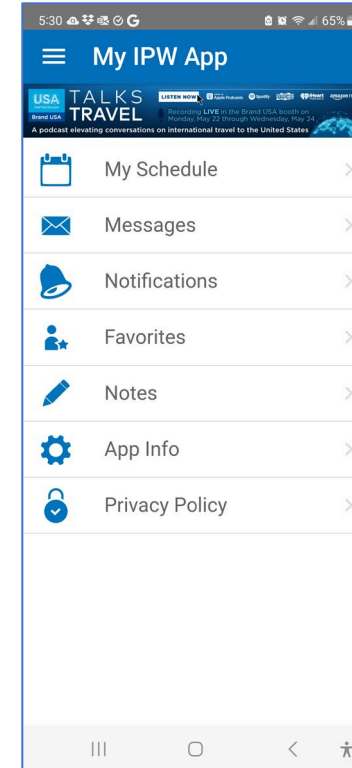 5:30 G 65%
My IPW App
USA TALKS
Brand USA TRAVEL
LISTEN NOW Apple Podcasts Spotify iHeart
Recording LIVE in the Brand USA booth on
Monday, May 22 through Wednesday, May 24
A podcast elevating conversations on international travel to the United States
My Schedule
Messages
Notifications
Favorites
Notes
App Info
Privacy Policy